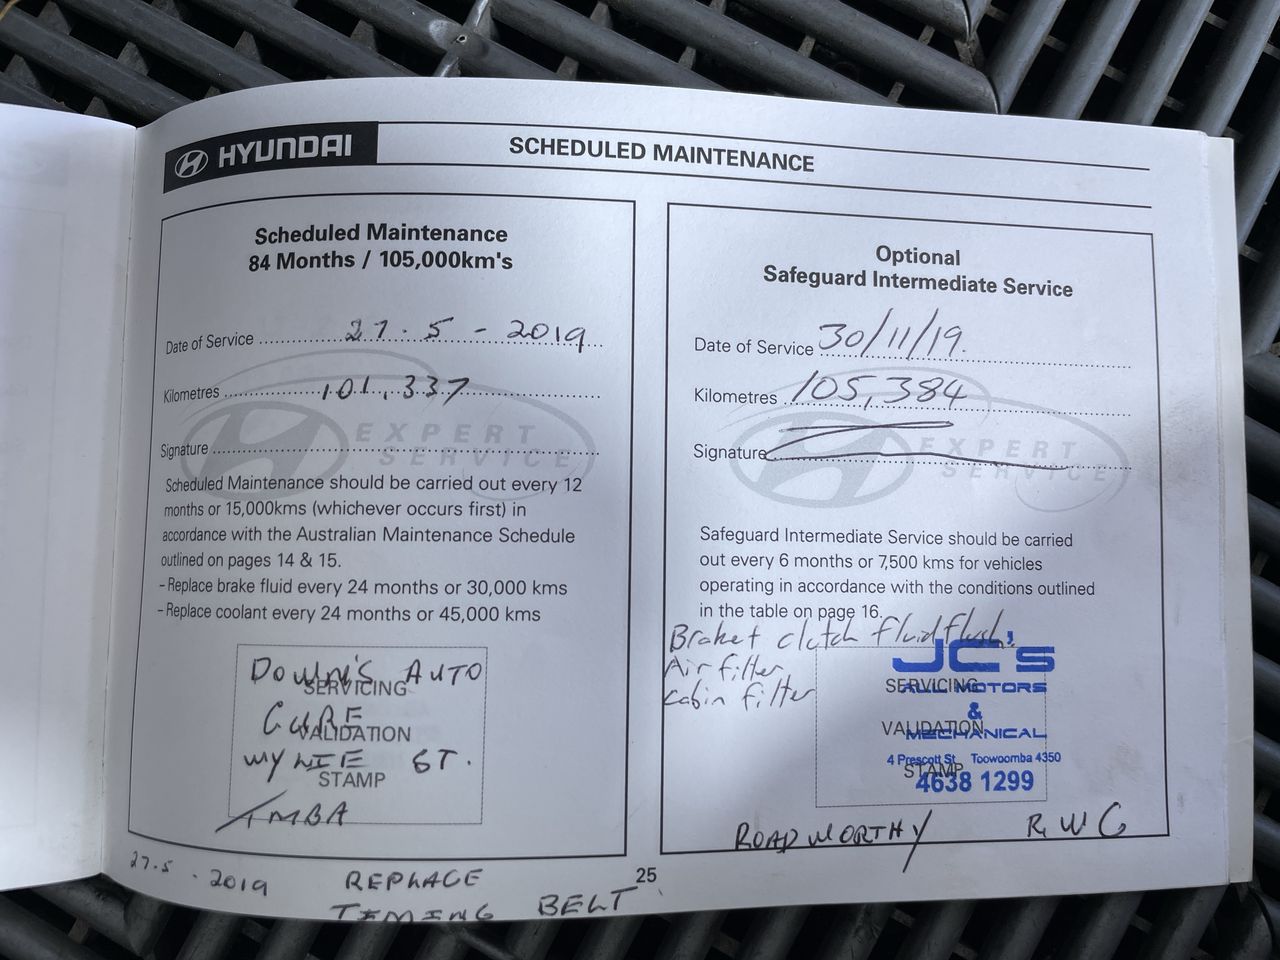 HYUNDAI
SCHEDULED MAINTENANCE
Scheduled Maintenance
84 Months / 105,000km's
Date of Service 27.5-2019
Kilometres 101,337
Signature
EXPERT
SERVICE
Scheduled Maintenance should be carried out every 12
months or 15,000kms (whichever occurs first) in
accordance with the Australian Maintenance Schedule
outlined on pages 14 & 15.
- Replace brake fluid every 24 months or 30,000 kms
- Replace coolant every 24 months or 45,000 kms
AUTO
SERVICING
VALIDATION
ST.
STAMP
TMBA
27.5.2019 REPLACE
TIMING BELT
25
Optional
Safeguard Intermediate Service
Date of Service 30/11/19.
Kilometres 105,384
Signature
EXPERT
SERVICE
Safeguard Intermediate Service should be carried
out every 6 months or 7,500 kms for vehicles
operating in accordance with the conditions outlined
in the table on page 16.
clutch fluid flush.
Air filter
Cabin filter
JC's
SERVICING
ALL MOTORS
&
VALIDATION
MECHANICAL
4 Prescott St Toowoomba 4350
STAMP
4638 1299
ROADWORTHY RWC